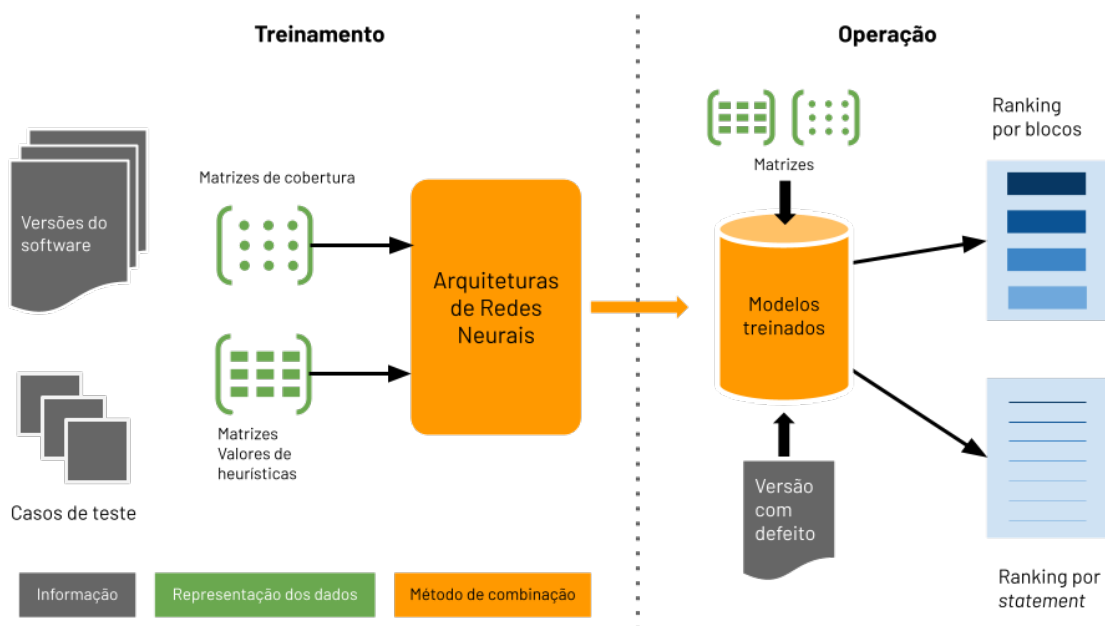 Treinamento
Operação
Versões do
software
Casos de teste
Matrizes de cobertura
Matrizes
Valores de
heurísticas
Arquiteturas
de Redes
Neurais
Matrizes
Modelos
treinados
Versão
com
defeito
Ranking
por blocos
Ranking por
statement
Informação
Representação dos dados
Método de combinação